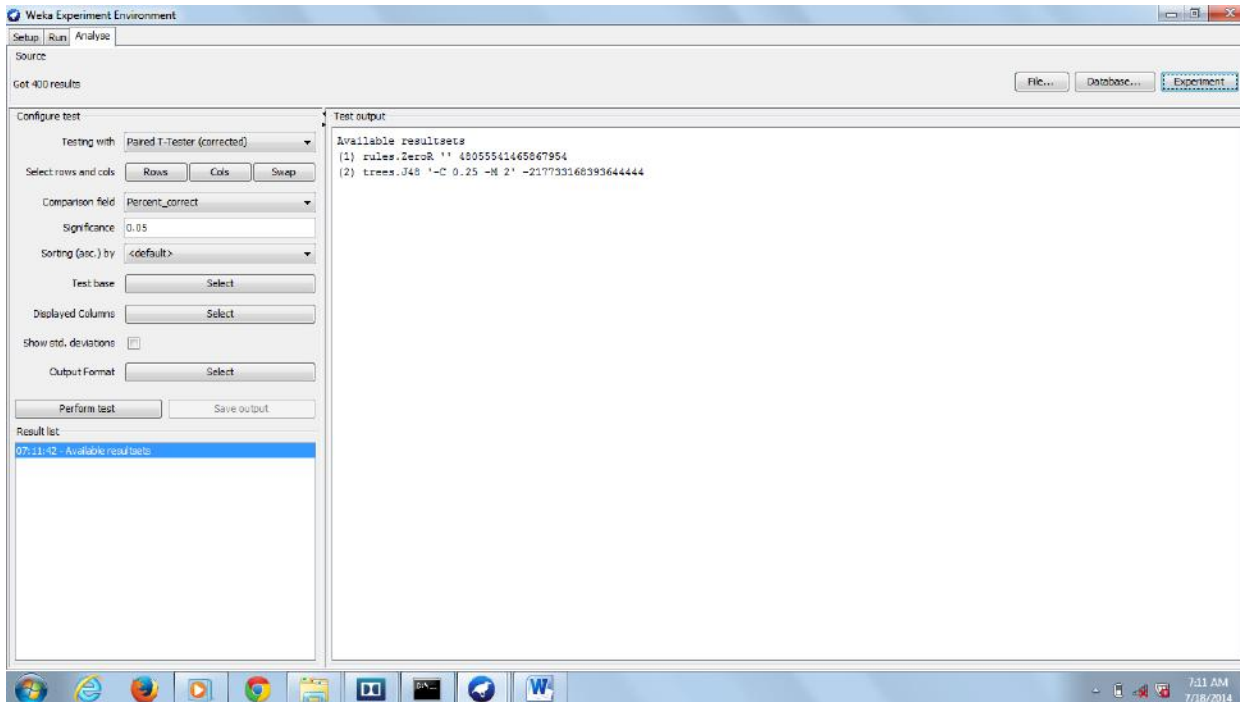 Weka Experiment Environment
Setup Run Analyse
Source
Got 400 results
File... Database... Experiment
Configure test
Testing with Paired T-Tester (corrected)
Select rows and cols Rows Cols Swap
Comparison field Percent_correct
Significance 0.05
Sorting (asc.) by <default>
Test base Select
Displayed Columns Select
Show std. deviations
Output Format Select
Perform test Save output
Result list
07:11:42 - Available resultsets
Test output
Available resultsets
(1) rules.ZeroR '' 48055541465867954
(2) trees.J48 '-C 0.25 -M 2' -217733168393644444
W
7:11 AM
7/18/2014